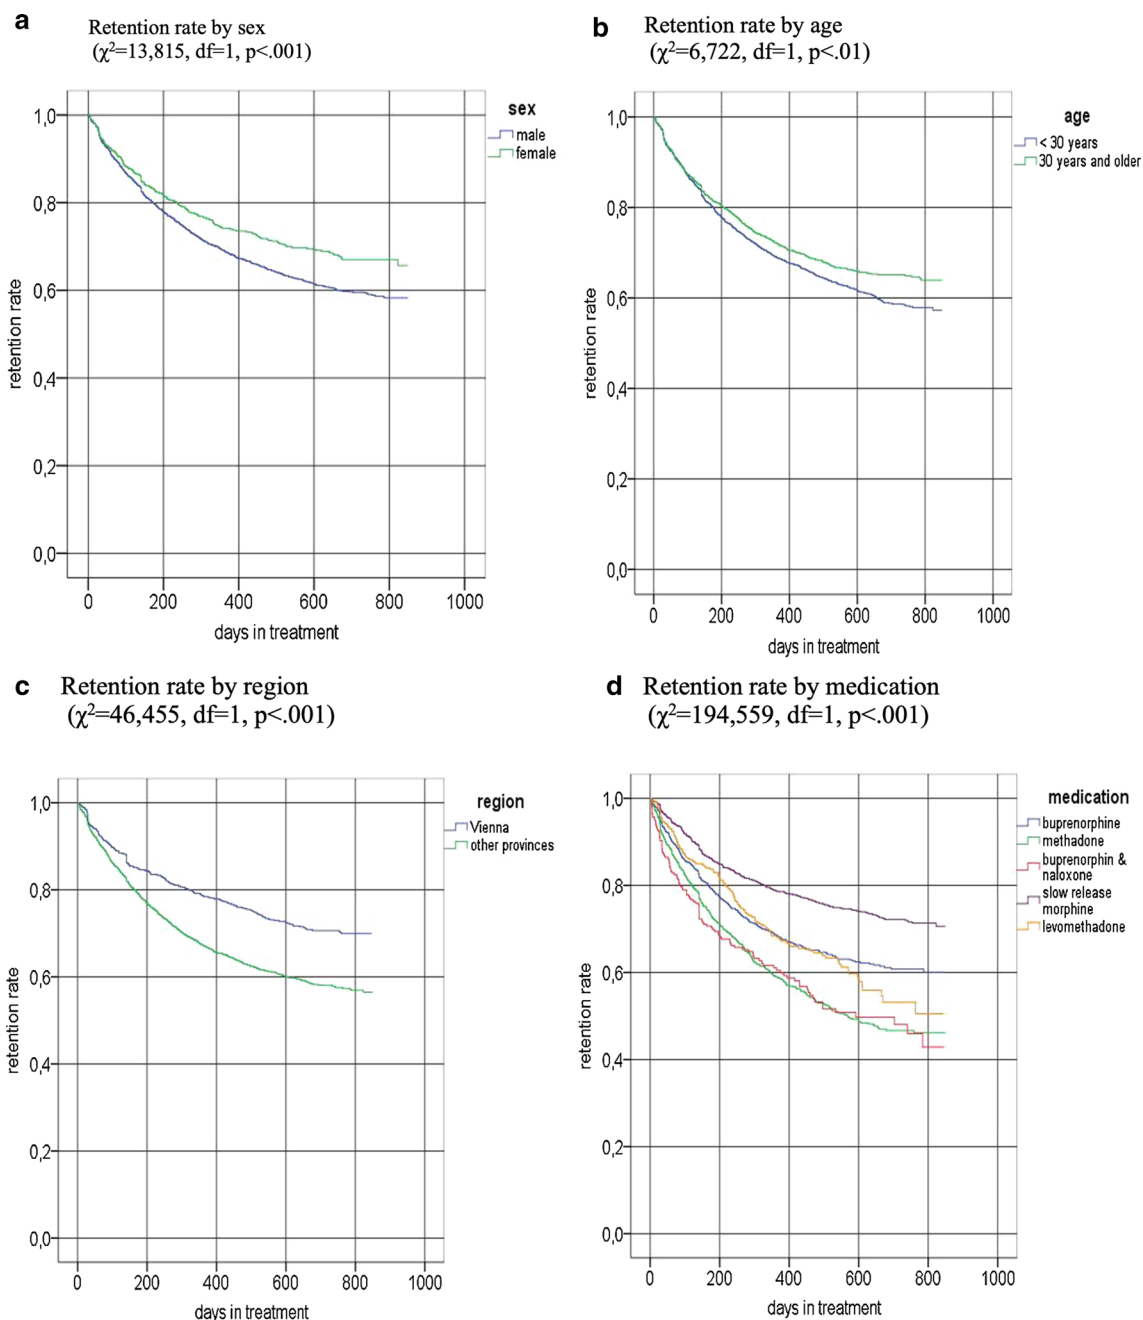 a
Retention rate by sex
(χ²=13,815, df=1, p<.001)
sex
male
female
retention rate
1,0
0,8
0,6
0,4
0,2
0,0
0 200 400 600 800 1000
days in treatment
b
Retention rate by age
(χ²=6,722, df=1, p<.01)
age
< 30 years
30 years and older
retention rate
1,0
0,8
0,6
0,4
0,2
0,0
0 200 400 600 800 1000
days in treatment
c
Retention rate by region
(χ²=46,455, df=1, p<.001)
region
Vienna
other provinces
retention rate
1,0
0,8
0,6
0,4
0,2
0,0
0 200 400 600 800 1000
days in treatment
d
Retention rate by medication
(χ²=194,559, df=1, p<.001)
medication
buprenorphine
methadone
buprenorphin &
naloxone
slow release
morphine
levomethadone
retention rate
1,0
0,8
0,6
0,4
0,2
0,0
0 200 400 600 800 1000
days in treatment